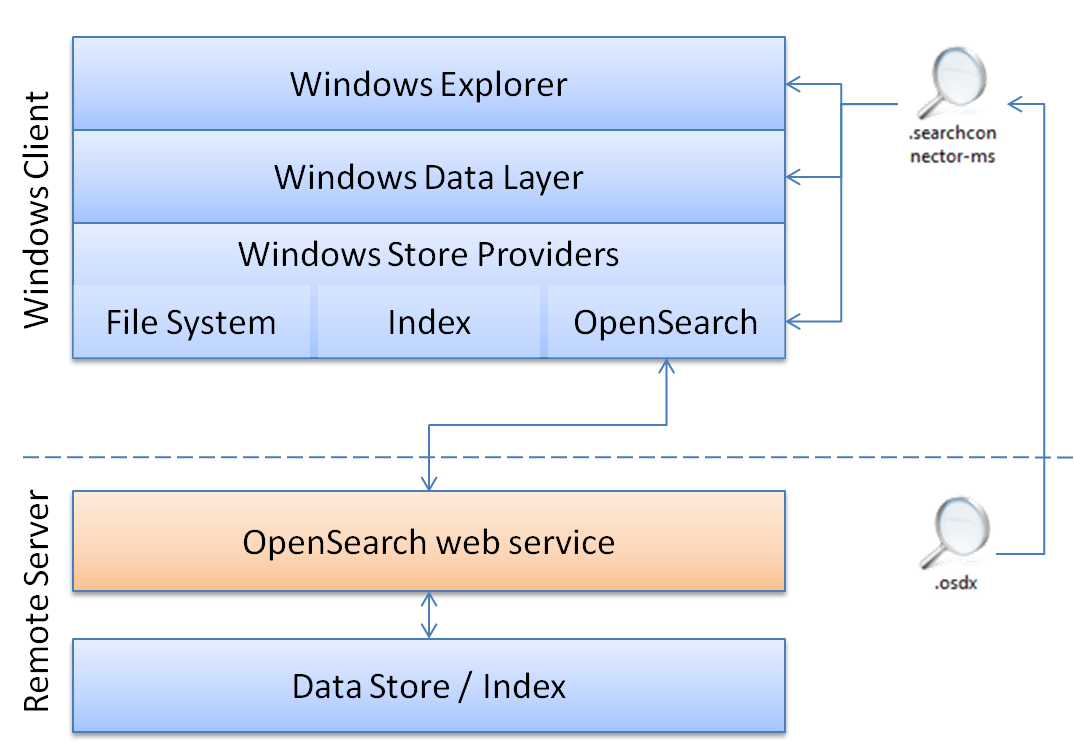 Windows Client
Windows Explorer
Windows Data Layer
Windows Store Providers
File System
Index
OpenSearch
.searchcon
nector-ms
Remote Server
OpenSearch web service
Data Store / Index
.osdx